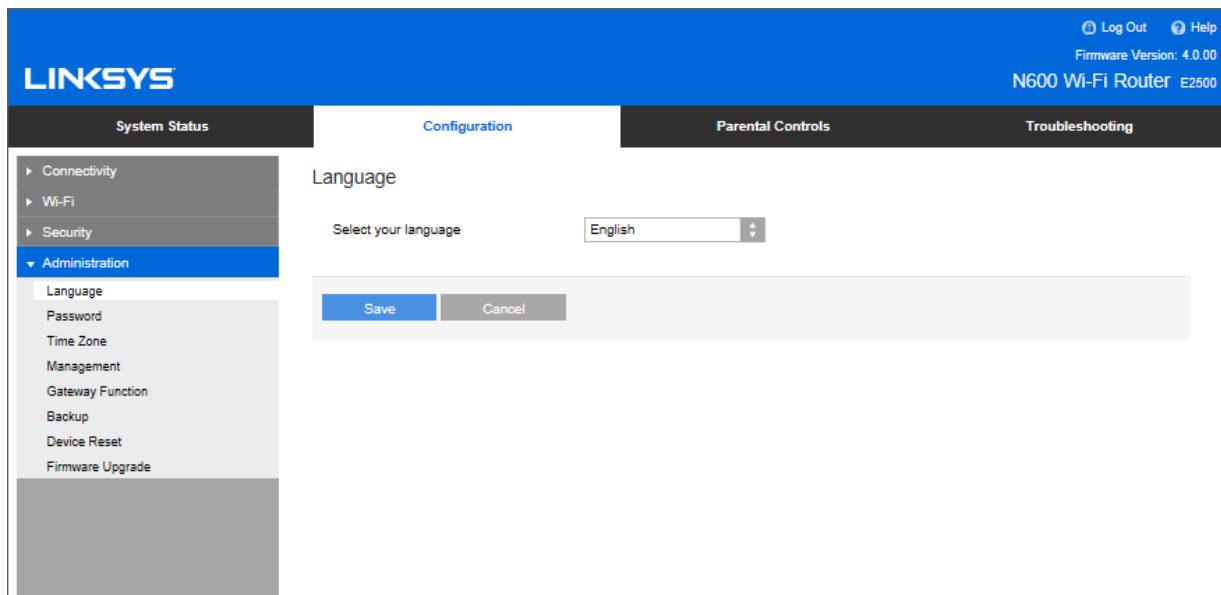 Log Out Help
Firmware Version: 4.0.00
LINKSYS
N600 Wi-Fi Router E2500
System Status Configuration Parental Controls Troubleshooting
Connectivity
Wi-Fi
Security
Administration
Language
Password
Time Zone
Management
Gateway Function
Backup
Device Reset
Firmware Upgrade
Language
Select your language English
Save Cancel